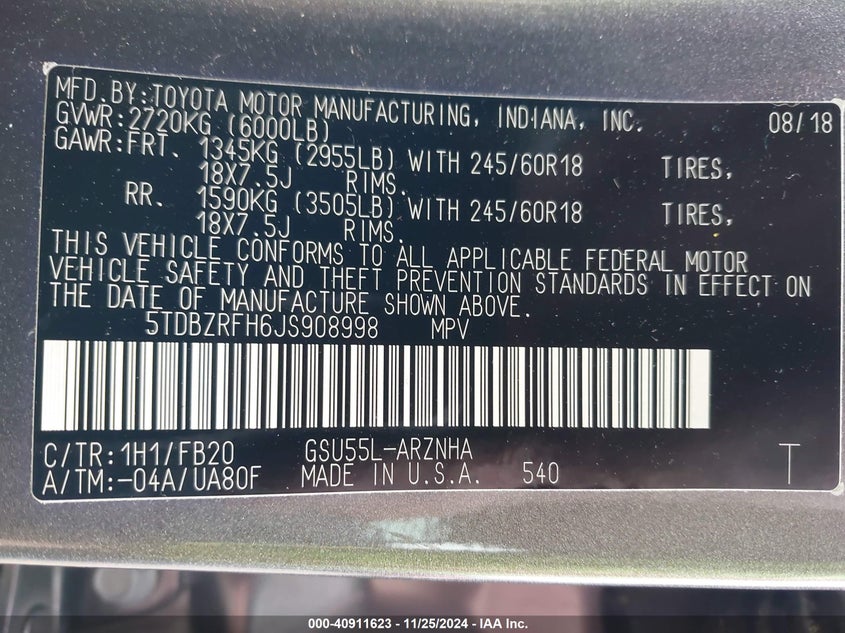 MFD. BY: TOYOTA MOTOR MANUFACTURING, INDIANA, INC. 08/18
GVWR: 2720KG (6000LB)
GAWR: FRT. 1345KG (2955LB) WITH 245/60R18 TIRES,
18X7.5J RIMS.
RR. 1590KG (3505LB) WITH 245/60R18 TIRES,
18X7.5J RIMS.
THIS VEHICLE CONFORMS TO ALL APPLICABLE FEDERAL MOTOR
VEHICLE SAFETY AND THEFT PREVENTION STANDARDS IN EFFECT ON
THE DATE OF MANUFACTURE SHOWN ABOVE.
5TDBZRFH6JS908998 MPV
C/TR: 1H1/FB20 GSU55L-ARZNHA
A/TM: -04A/UA80F MADE IN U.S.A. 540 T
000-40911623 - 11/25/2024 - IAA Inc.